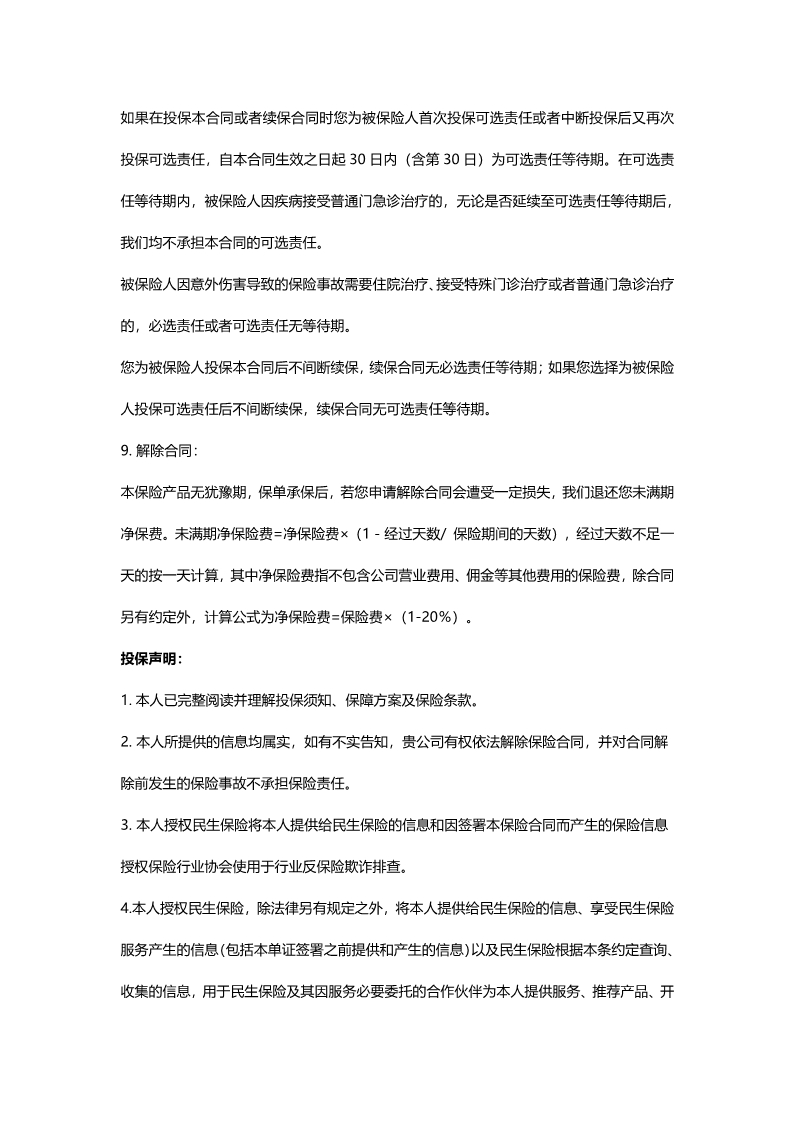 如果在投保本合同或者续保合同时您为被保险人首次投保可选责任或者中断投保后又再次
投保可选责任，自本合同生效之日起 30 日内（含第 30 日）为可选责任等待期。在可选责
任等待期内，被保险人因疾病接受普通门急诊治疗的，无论是否延续至可选责任等待期后，
我们均不承担本合同的可选责任。
被保险人因意外伤害导致的保险事故需要住院治疗、接受特殊门诊治疗或者普通门急诊治疗
的，必选责任或者可选责任无等待期。
您为被保险人投保本合同后不间断续保，续保合同无必选责任等待期；如果您选择为被保险
人投保可选责任后不间断续保，续保合同无可选责任等待期。
9. 解除合同：
本保险产品无犹豫期，保单承保后，若您申请解除合同会遭受一定损失，我们退还您未满期
净保费。未满期净保险费=净保险费×（1 - 经过天数/ 保险期间的天数），经过天数不足一
天的按一天计算，其中净保险费指不包含公司营业费用、佣金等其他费用的保险费，除合同
另有约定外，计算公式为净保险费=保险费×（1-20%）。
投保声明：
1. 本人已完整阅读并理解投保须知、保障方案及保险条款。
2. 本人所提供的信息均属实，如有不实告知，贵公司有权依法解除保险合同，并对合同解
除前发生的保险事故不承担保险责任。
3. 本人授权民生保险将本人提供给民生保险的信息和因签署本保险合同而产生的保险信息
授权保险行业协会使用于行业反保险欺诈排查。
4.本人授权民生保险，除法律另有规定之外，将本人提供给民生保险的信息、享受民生保险
服务产生的信息（包括本单证签署之前提供和产生的信息）以及民生保险根据本条约定查询、
收集的信息，用于民生保险及其因服务必要委托的合作伙伴为本人提供服务、推荐产品、开